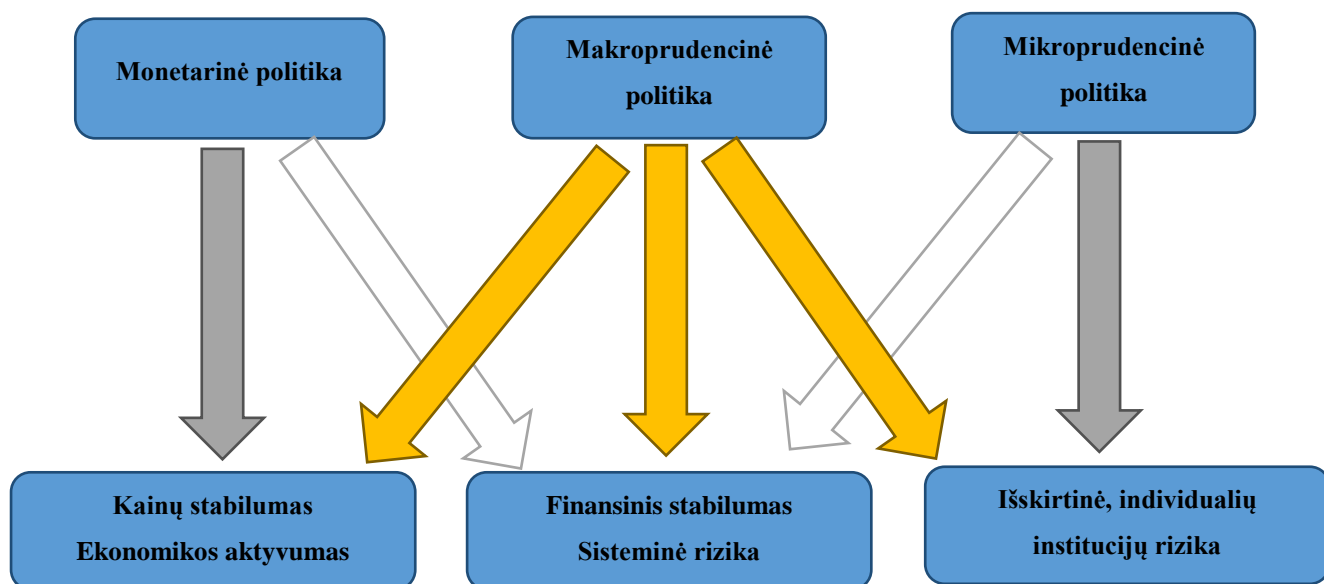 Monetarinė politika
Makroprudencinė
politika
Mikroprudencinė
politika
Kainų stabilumas
Ekonomikos aktyvumas
Finansinis stabilumas
Sisteminė rizika
Išskirtinė, individualių
institucijų rizika